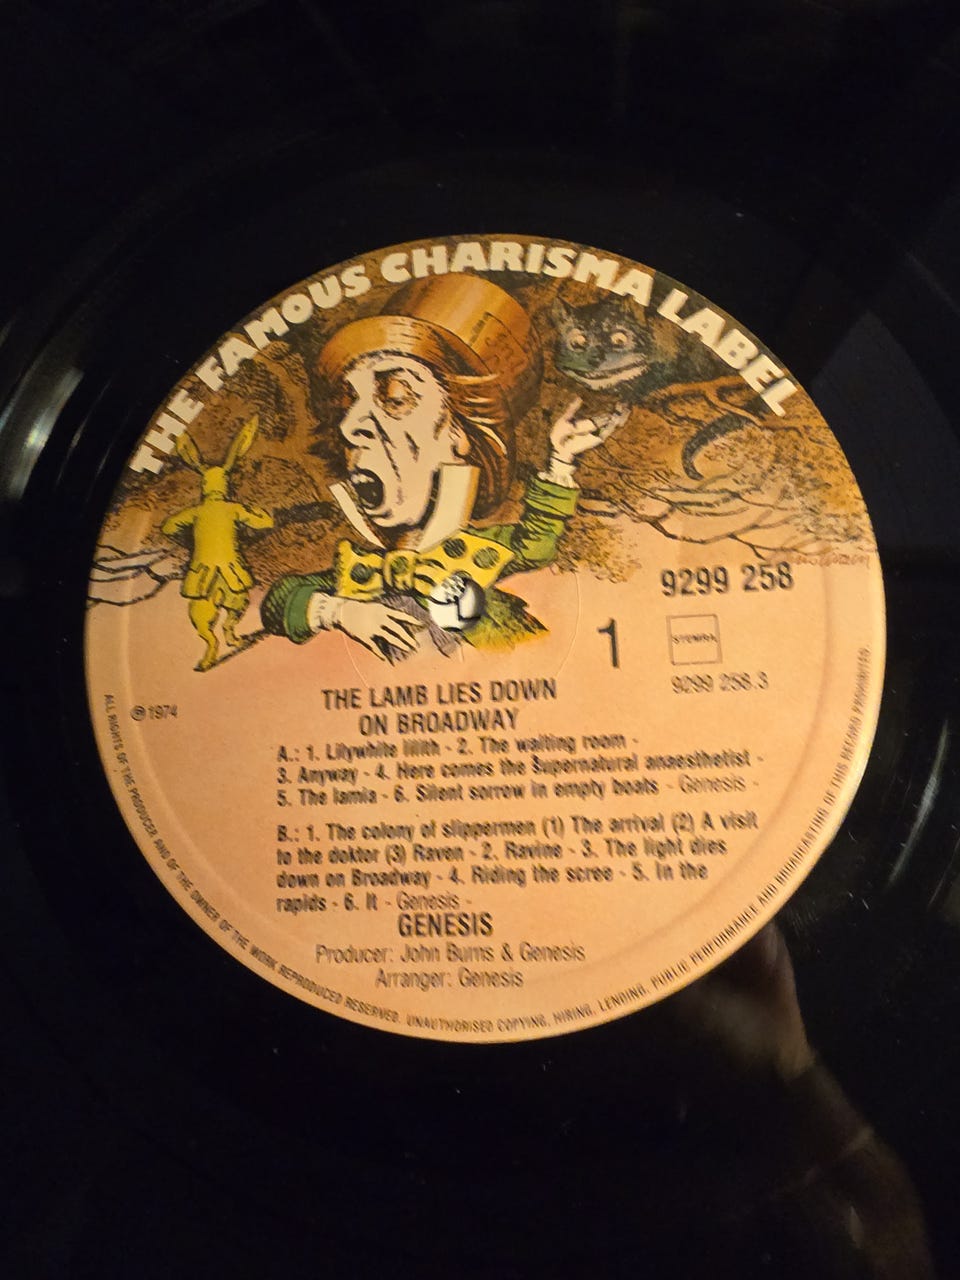 THE FAMOUS CHARISMA LABEL
9299 258
1
STEMRA
9299 258.3
℗ 1974
THE LAMB LIES DOWN
ON BROADWAY
A.: 1. Lilywhite lilith - 2. The waiting room -
3. Anyway - 4. Here comes the Supernatural anaesthetist -
5. The lamia - 6. Silent sorrow in empty boats - Genesis -
B.: 1. The colony of slippermen (1) The arrival (2) A visit
to the doktor (3) Raven - 2. Ravine - 3. The light dies
down on Broadway - 4. Riding the scree - 5. In the
rapids - 6. It - Genesis -
GENESIS
Producer: John Burns & Genesis
Arranger: Genesis
ALL RIGHTS OF THE PRODUCER AND OF THE OWNER OF THE WORK REPRODUCED RESERVED. UNAUTHORISED COPYING, HIRING, LENDING, PUBLIC PERFORMANCE AND BROADCASTING OF THIS RECORD PROHIBITED.